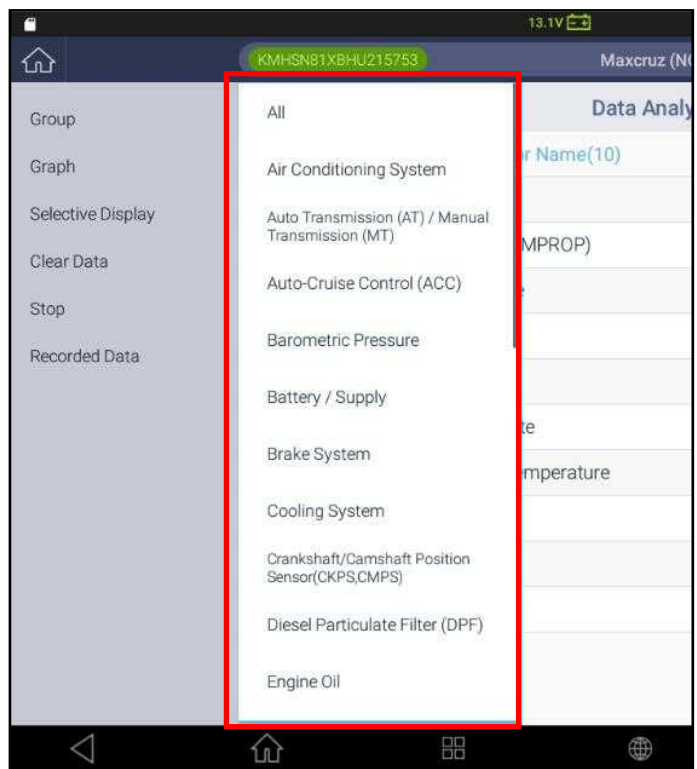 13.1V
KMHSN81XBHU215753
Maxcruz (N
Group
Graph
Selective Display
Clear Data
Stop
Recorded Data
All
Air Conditioning System
Auto Transmission (AT) / Manual
Transmission (MT)
Auto-Cruise Control (ACC)
Barometric Pressure
Battery / Supply
Brake System
Cooling System
Crankshaft/Camshaft Position
Sensor(CKPS,CMPS)
Diesel Particulate Filter (DPF)
Engine Oil
Data Analy
r Name(10)
MPROP)
te
mperature